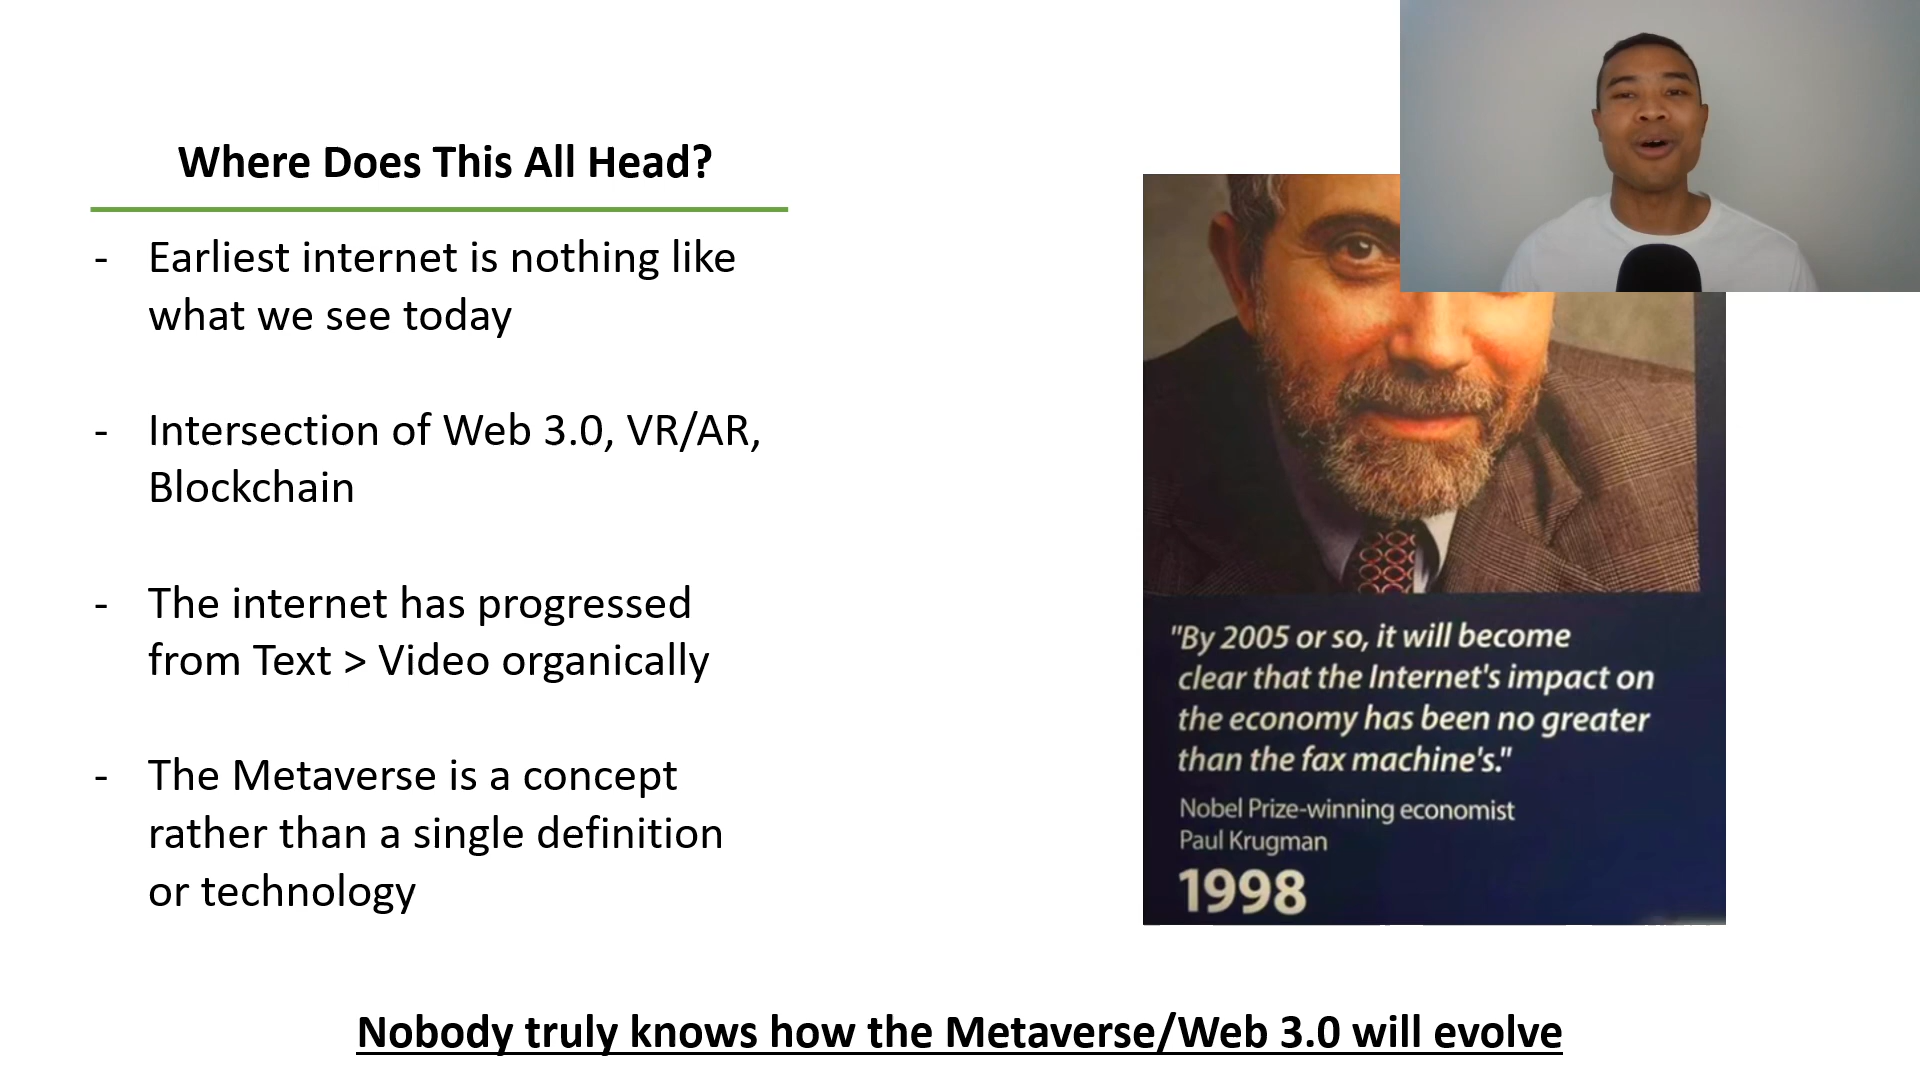 Where Does This All Head?
- Earliest internet is nothing like
what we see today
- Intersection of Web 3.0, VR/AR,
Blockchain
- The internet has progressed
from Text > Video organically
- The Metaverse is a concept
rather than a single definition
or technology
"By 2005 or so, it will become
clear that the Internet's impact on
the economy has been no greater
than the fax machine's."
Nobel Prize-winning economist
Paul Krugman
1998
Nobody truly knows how the Metaverse/Web 3.0 will evolve